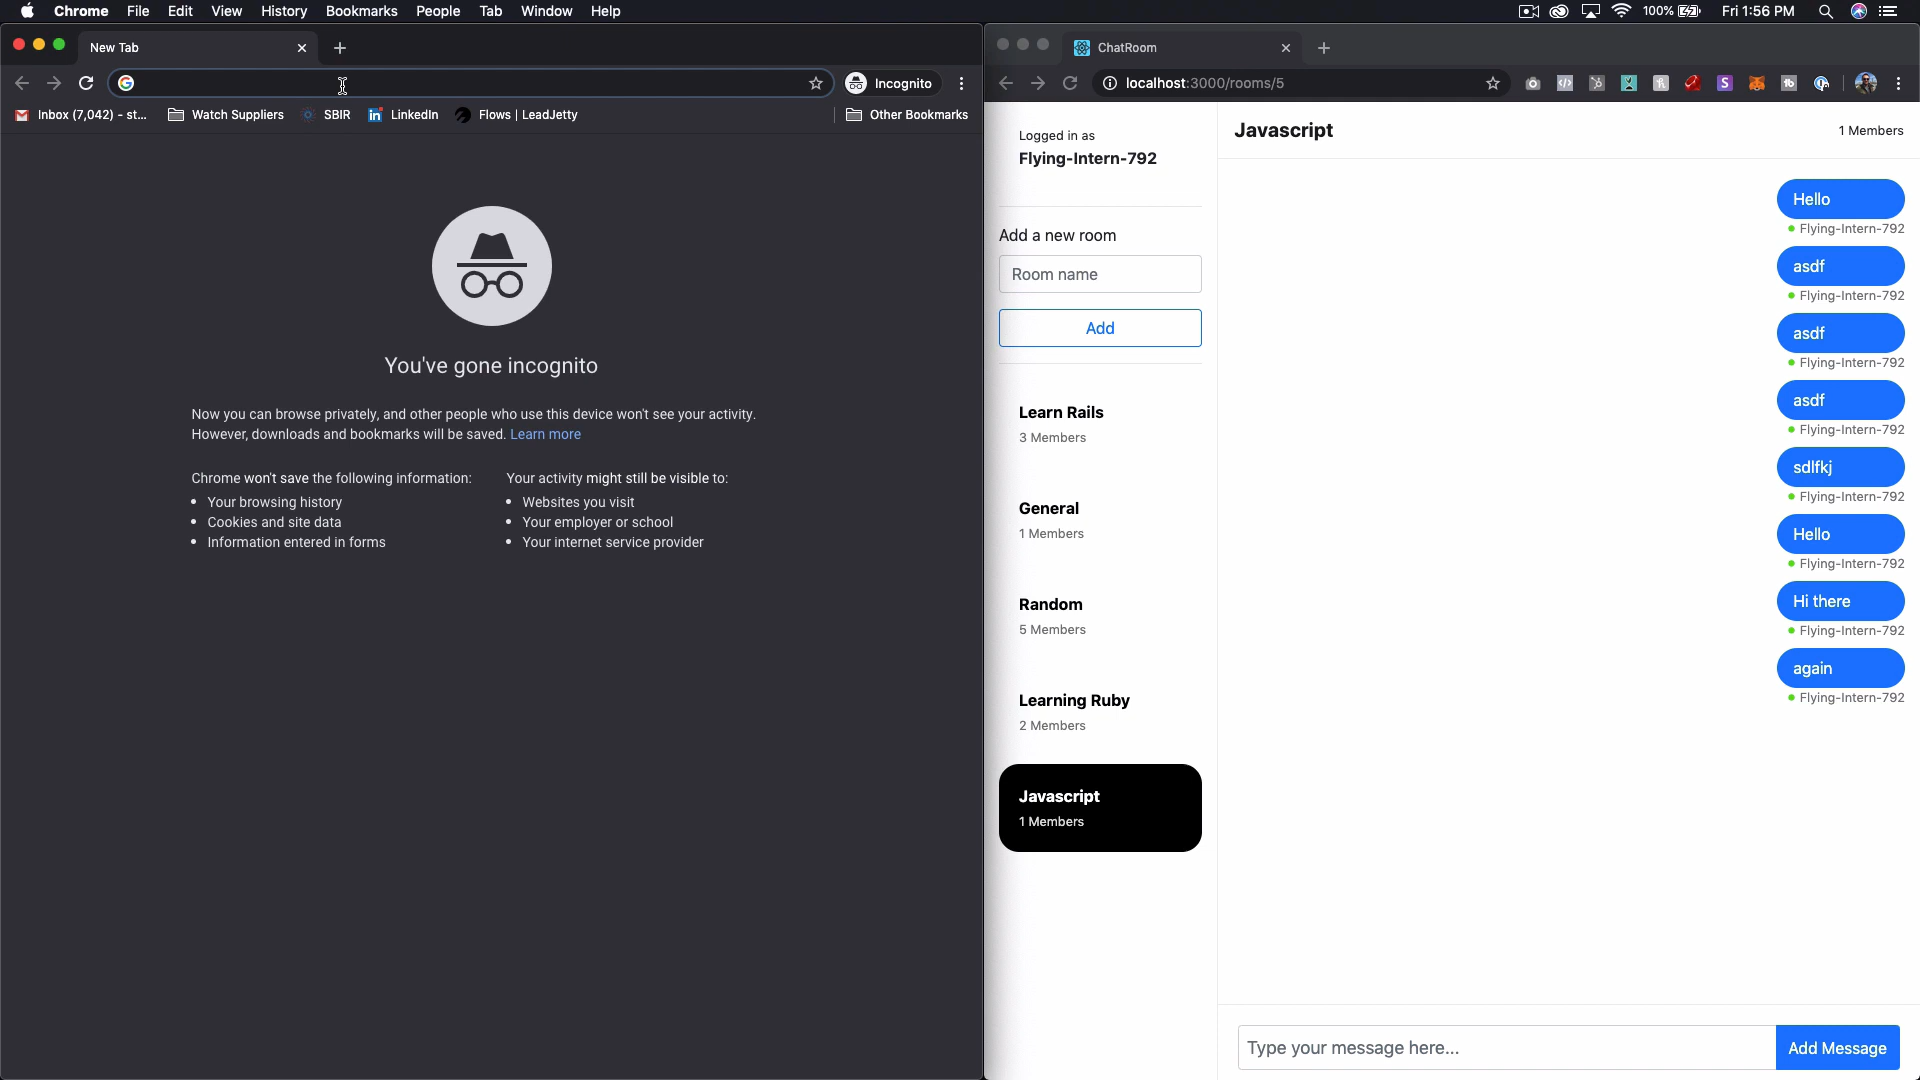 Chrome File Edit View History Bookmarks People Tab Window Help
100% Fri 1:56 PM
New Tab
Incognito
Inbox (7,042) - st... Watch Suppliers SBIR LinkedIn Flows | LeadJetty Other Bookmarks
You've gone incognito
Now you can browse privately, and other people who use this device won't see your activity.
However, downloads and bookmarks will be saved. Learn more
Chrome won't save the following information:
Your browsing history
Cookies and site data
Information entered in forms
Your activity might still be visible to:
Websites you visit
Your employer or school
Your internet service provider
ChatRoom
localhost:3000/rooms/5
Logged in as
Flying-Intern-792
Add a new room
Room name
Add
Learn Rails
3 Members
General
1 Members
Random
5 Members
Learning Ruby
2 Members
Javascript
1 Members
Javascript
1 Members
Hello
Flying-Intern-792
asdf
Flying-Intern-792
asdf
Flying-Intern-792
asdf
Flying-Intern-792
sdlfkj
Flying-Intern-792
Hello
Flying-Intern-792
Hi there
Flying-Intern-792
again
Flying-Intern-792
Type your message here...
Add Message